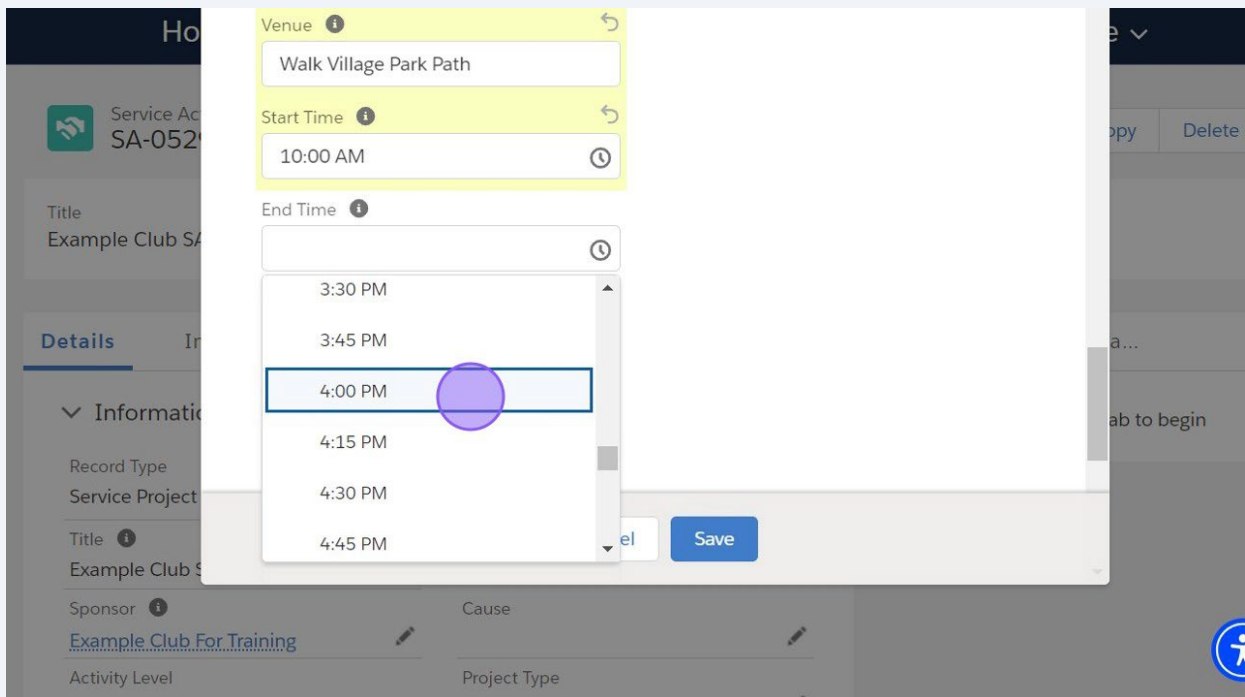 Ho
e
Venue
Walk Village Park Path
Start Time
10:00 AM
End Time
3:30 PM
3:45 PM
4:00 PM
4:15 PM
4:30 PM
4:45 PM
el
Save
Service Ac
SA-052
opy
Delete
Title
Example Club SA
Details
In
a...
Informatio
ab to begin
Record Type
Service Project
Title
Example Club S
Sponsor
Example Club For Training
Cause
Activity Level
Project Type